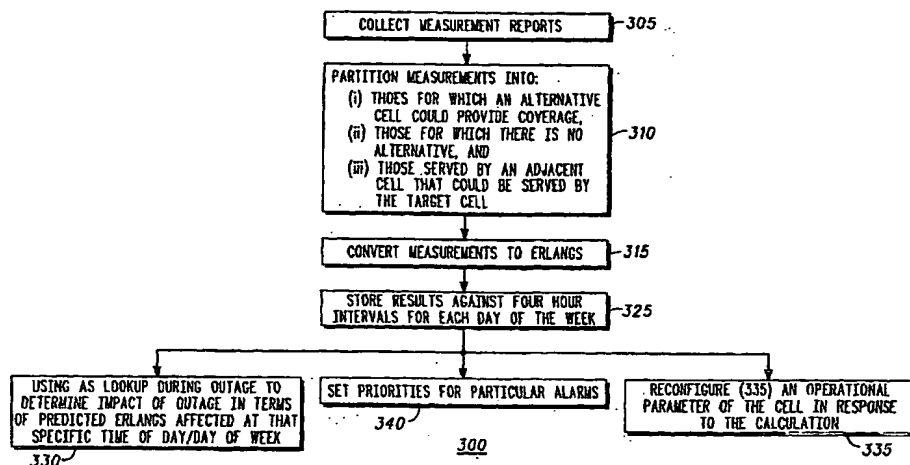 COLLECT MEASUREMENT REPORTS
305
PARTITION MEASUREMENTS INTO:
(i) THOES FOR WHICH AN ALTERNATIVE
CELL COULD PROVIDE COVERAGE,
(ii) THOSE FOR WHICH THERE IS NO
ALTERNATIVE, AND
(iii) THOSE SERVED BY AN ADJACENT
CELL THAT COULD BE SERVED BY
THE TARGET CELL
310
CONVERT MEASUREMENTS TO ERLANGS
315
STORE RESULTS AGAINST FOUR HOUR
INTERVALS FOR EACH DAY OF THE WEEK
325
USING AS LOOKUP DURING OUTAGE TO
DETERMINE IMPACT OF OUTAGE IN TERMS
OF PREDICTED ERLANGS AFFECTED AT THAT
SPECIFIC TIME OF DAY/DAY OF WEEK
330
SET PRIORITIES FOR PARTICULAR ALARMS
340
RECONFIGURE (335) AN OPERATIONAL
PARAMETER OF THE CELL IN RESPONSE
TO THE CALCULATION
335
300